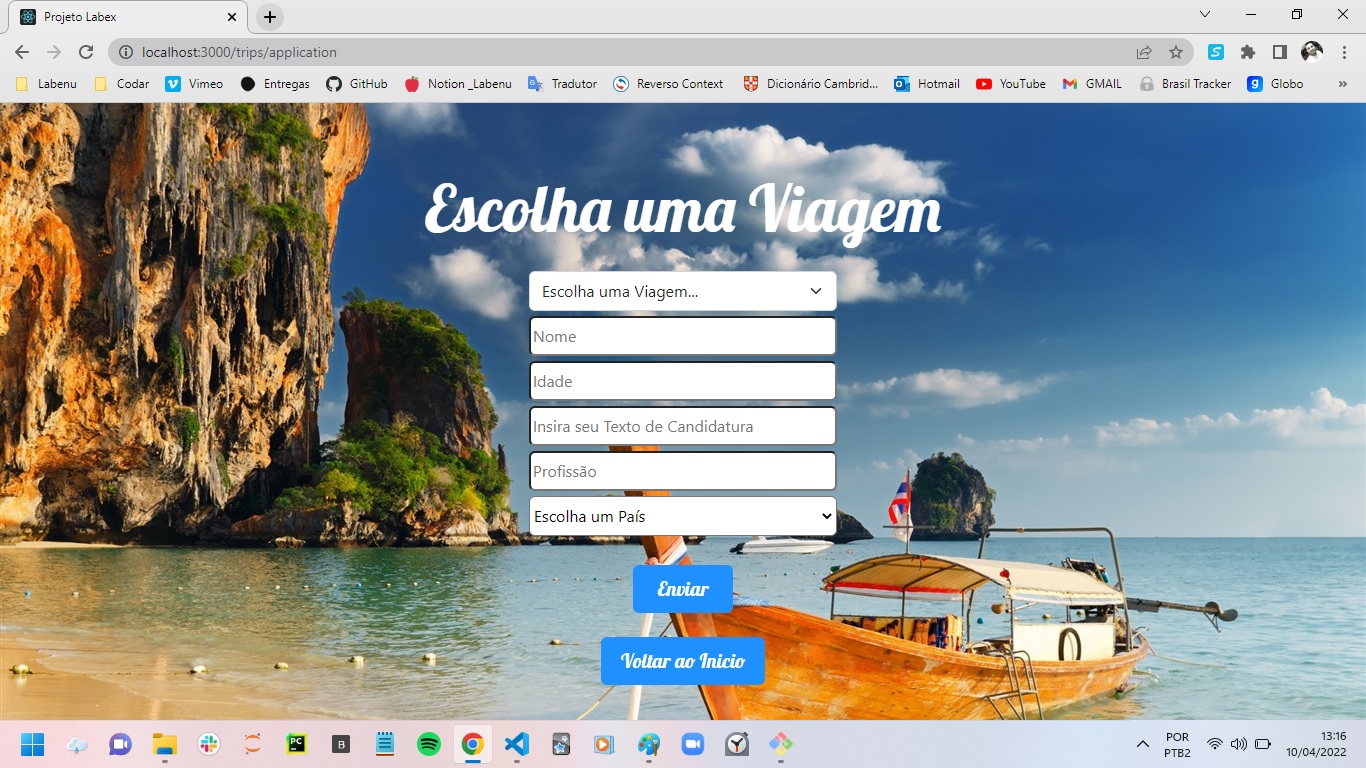 Projeto Labex
localhost:3000/trips/application
Labenu Codar Vimeo Entregas GitHub Notion _Labenu Tradutor Reverso Context Dicionário Cambrid... Hotmail YouTube GMAIL Brasil Tracker Globo »
Escolha uma Viagem
Escolha uma Viagem...
Nome
Idade
Insira seu Texto de Candidatura
Profissão
Escolha um País
Enviar
Voltar ao Inicio
POR 13:16
PTB2 10/04/2022